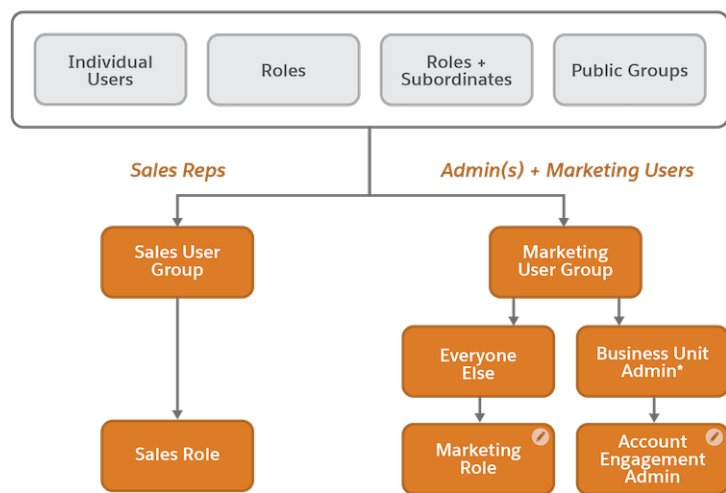 Individual
Users
Roles
Roles +
Subordinates
Public Groups
Sales Reps
Admin(s) + Marketing Users
Sales User
Group
Marketing
User Group
Everyone
Else
Business Unit
Admin*
Sales Role
Marketing
Role
Account
Engagement
Admin